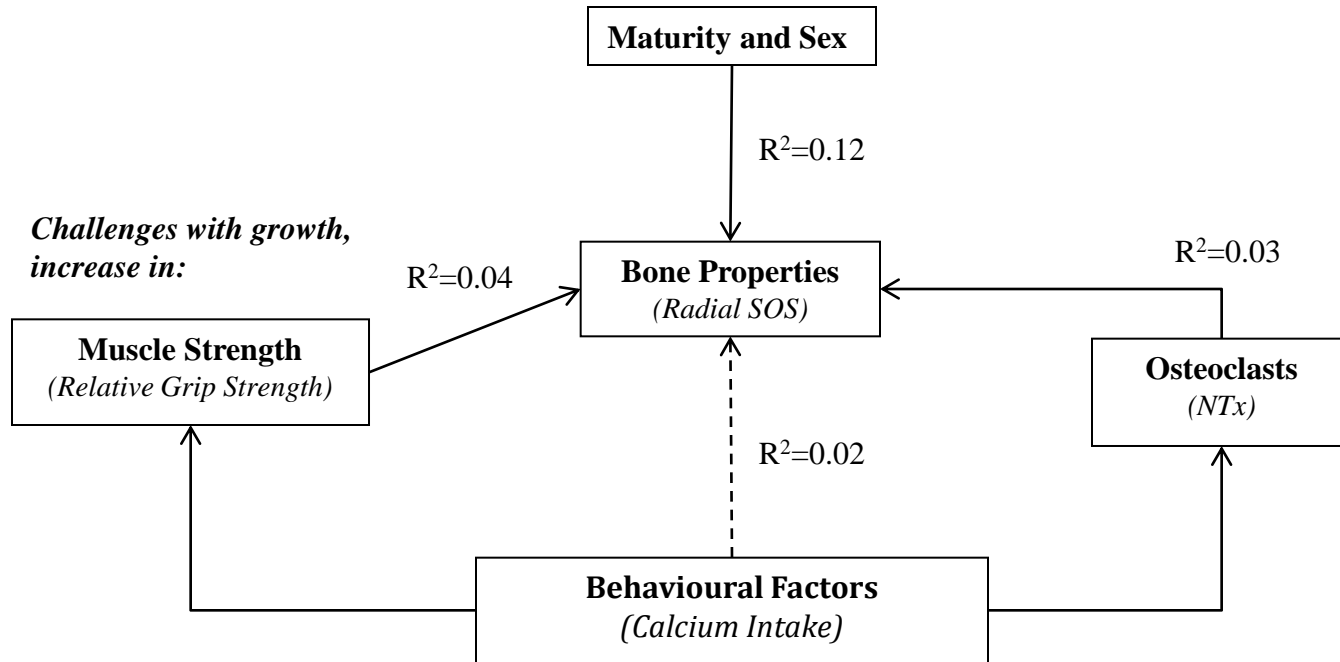 Maturity and Sex
R²=0.12
Challenges with growth,
increase in:
R²=0.04
Bone Properties
(Radial SOS)
R²=0.03
Muscle Strength
(Relative Grip Strength)
Osteoclasts
(NTx)
R²=0.02
Behavioural Factors
(Calcium Intake)